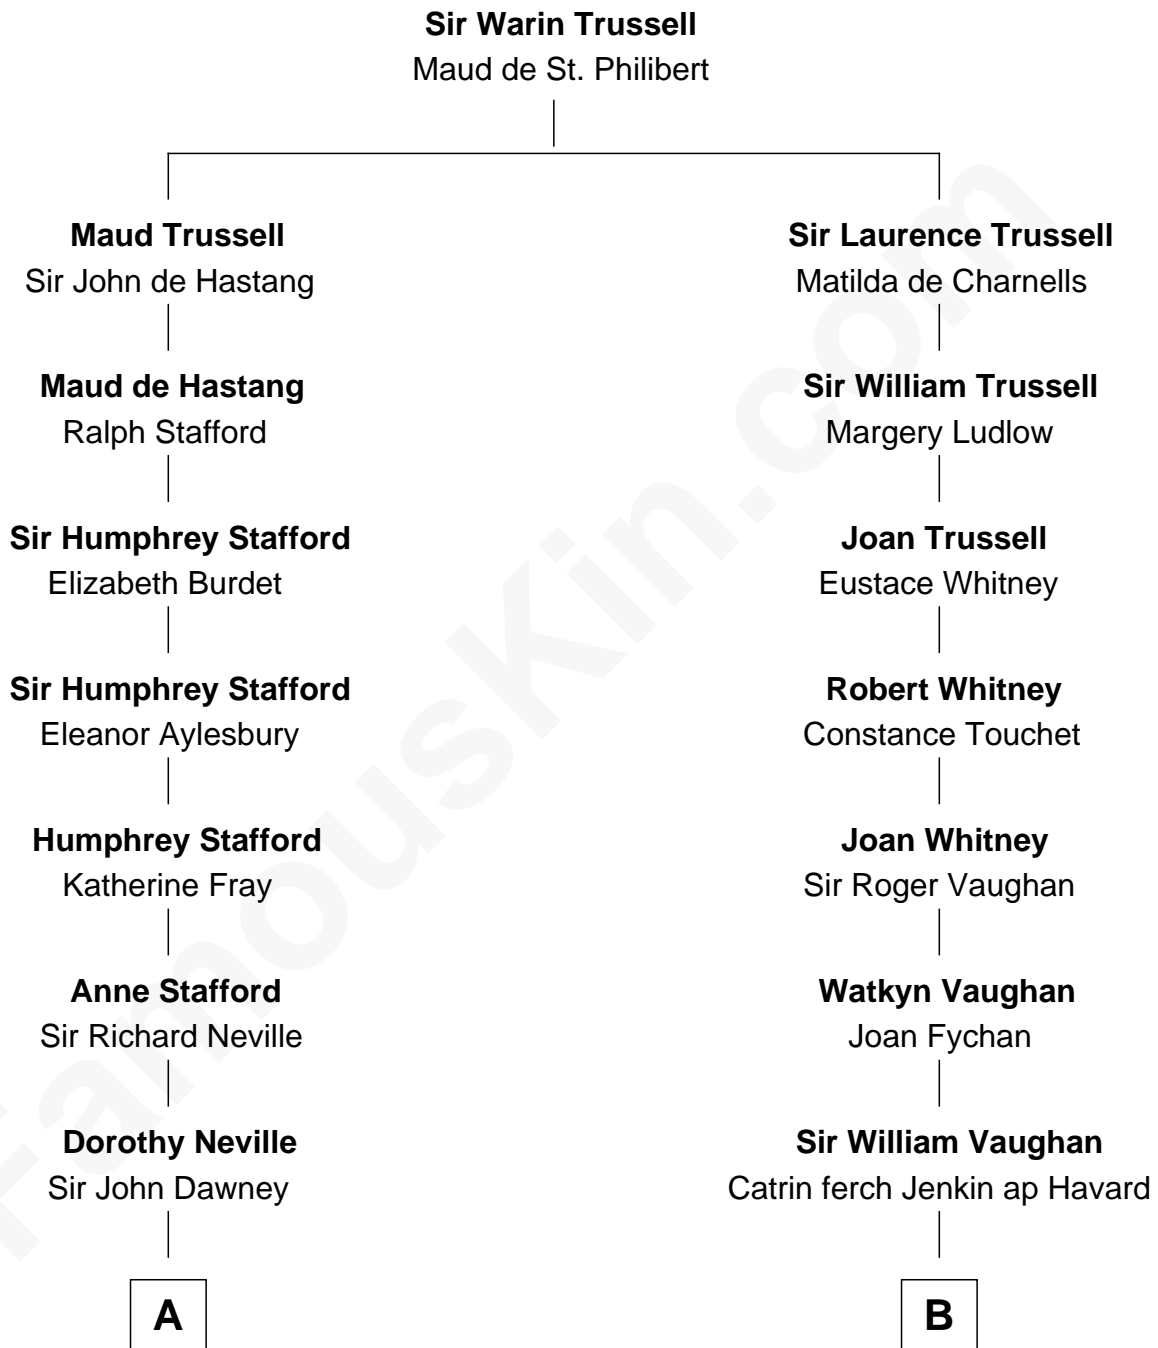 Sir Warin Trussell
Maud de St. Philibert
Maud Trussell
Sir John de Hastang
Sir Laurence Trussell
Matilda de Charnells
Maud de Hastang
Ralph Stafford
Sir William Trussell
Margery Ludlow
Sir Humphrey Stafford
Elizabeth Burdet
Joan Trussell
Eustace Whitney
Sir Humphrey Stafford
Eleanor Aylesbury
Robert Whitney
Constance Touchet
Humphrey Stafford
Katherine Fray
Joan Whitney
Sir Roger Vaughan
Anne Stafford
Sir Richard Neville
Watkyn Vaughan
Joan Fychan
Dorothy Neville
Sir John Dawney
Sir William Vaughan
Catrin ferch Jenkin ap Havard
A
B
FamousKin.com